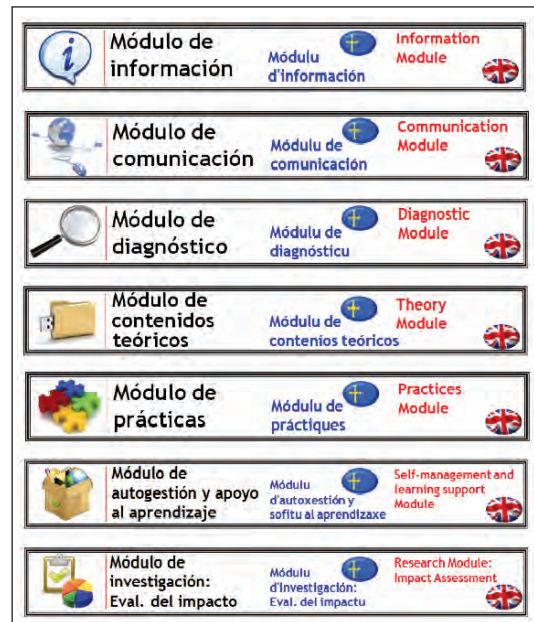 Módulo de
información
Módulu
d'información
Information
Module
Módulo de
comunicación
Módulu de
comunicación
Communication
Module
Módulo de
diagnóstico
Módulu de
diagnósticu
Diagnostic
Module
Módulo de
contenidos
teóricos
Módulu de
conteníos teóricos
Theory
Module
Módulo de
prácticas
Módulu de
práctiques
Practices
Module
Módulo de
autogestión y apoyo
al aprendizaje
Módulu
d'autoxestión y
sofitu al aprendizaxe
Self-management and
learning support
Module
Módulo de
investigación:
Eval. del impacto
Módulu
d'Investigación:
Eval. del impactu
Research Module:
Impact Assessment